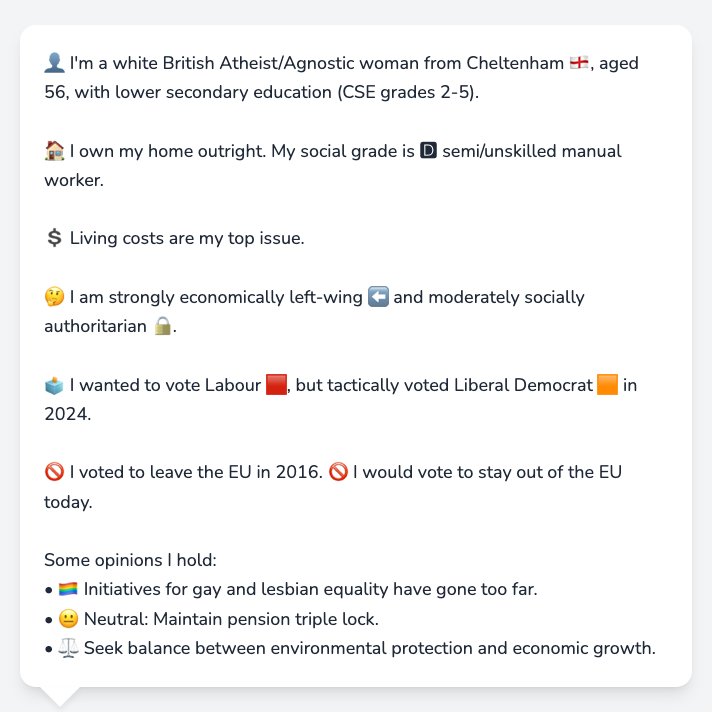 👤 I'm a white British Atheist/Agnostic woman from Cheltenham 🏴󠁧󠁢󠁥󠁮󠁧󠁿, aged
56, with lower secondary education (CSE grades 2-5).
🏠 I own my home outright. My social grade is 🅳 semi/unskilled manual
worker.
💲 Living costs are my top issue.
🤔 I am strongly economically left-wing ⬅️ and moderately socially
authoritarian 🔒.
🗳️ I wanted to vote Labour 🟥, but tactically voted Liberal Democrat 🟧 in
2024.
🚫 I voted to leave the EU in 2016. 🚫 I would vote to stay out of the EU
today.
Some opinions I hold:
• 🏳️‍🌈 Initiatives for gay and lesbian equality have gone too far.
• 😐 Neutral: Maintain pension triple lock.
• ⚖️ Seek balance between environmental protection and economic growth.